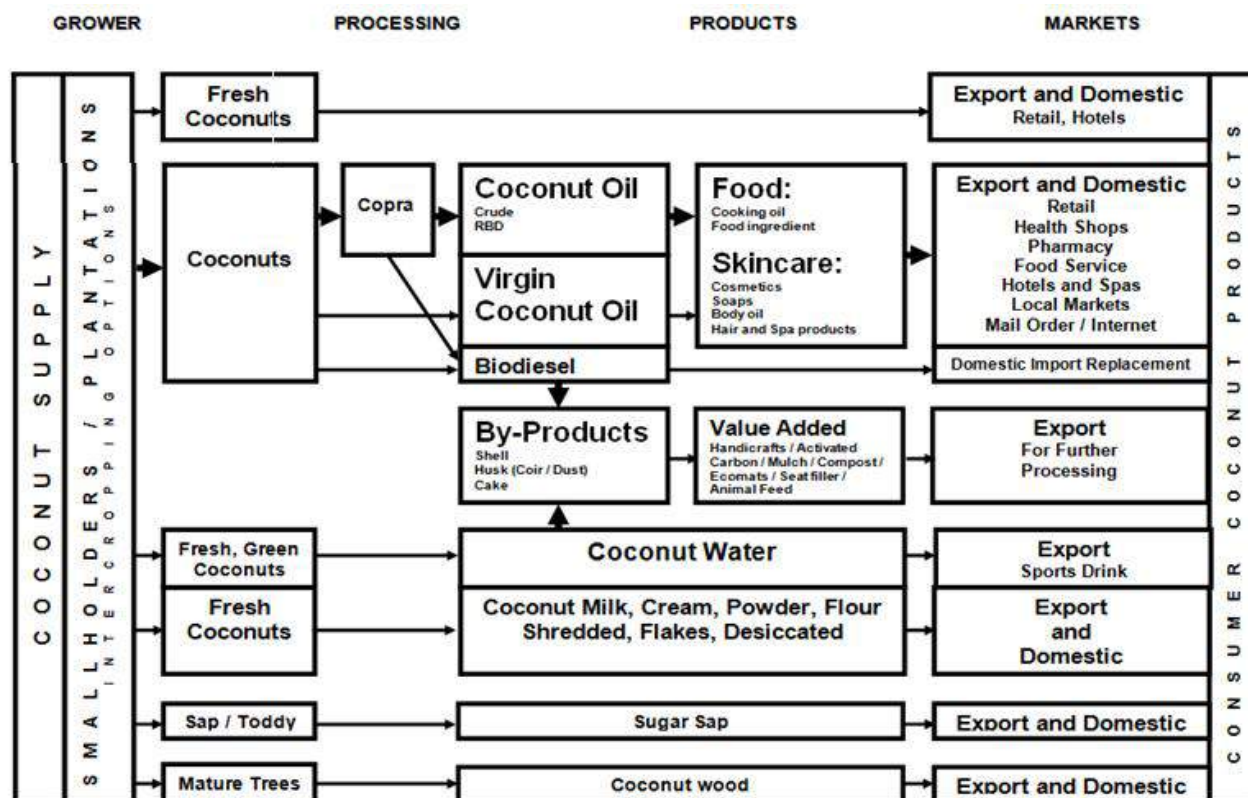 GROWER
PROCESSING
PRODUCTS
MARKETS
COCONUT SUPPLY
SMALLHOLDERS / PLANTATIONS
INTERCROPPING OPTIONS
Fresh
Coconuts
Export and Domestic
Retail, Hotels
Coconuts
Copra
Coconut Oil
Crude
RBD
Virgin
Coconut Oil
Biodiesel
Food:
Cooking oil
Food ingredient
Skincare:
Cosmetics
Soaps
Body oil
Hair and Spa products
Export and Domestic
Retail
Health Shops
Pharmacy
Food Service
Hotels and Spas
Local Markets
Mail Order / Internet
Domestic Import Replacement
By-Products
Shell
Husk (Coir / Dust)
Cake
Value Added
Handicrafts / Activated
Carbon / Mulch / Compost /
Ecomats / Seat filler /
Animal Feed
Export
For Further
Processing
Fresh, Green
Coconuts
Coconut Water
Export
Sports Drink
Fresh
Coconuts
Coconut Milk, Cream, Powder, Flour
Shredded, Flakes, Desiccated
Export
and
Domestic
Sap / Toddy
Sugar Sap
Export and Domestic
Mature Trees
Coconut wood
Export and Domestic
CONSUMER COCONUT PRODUCTS